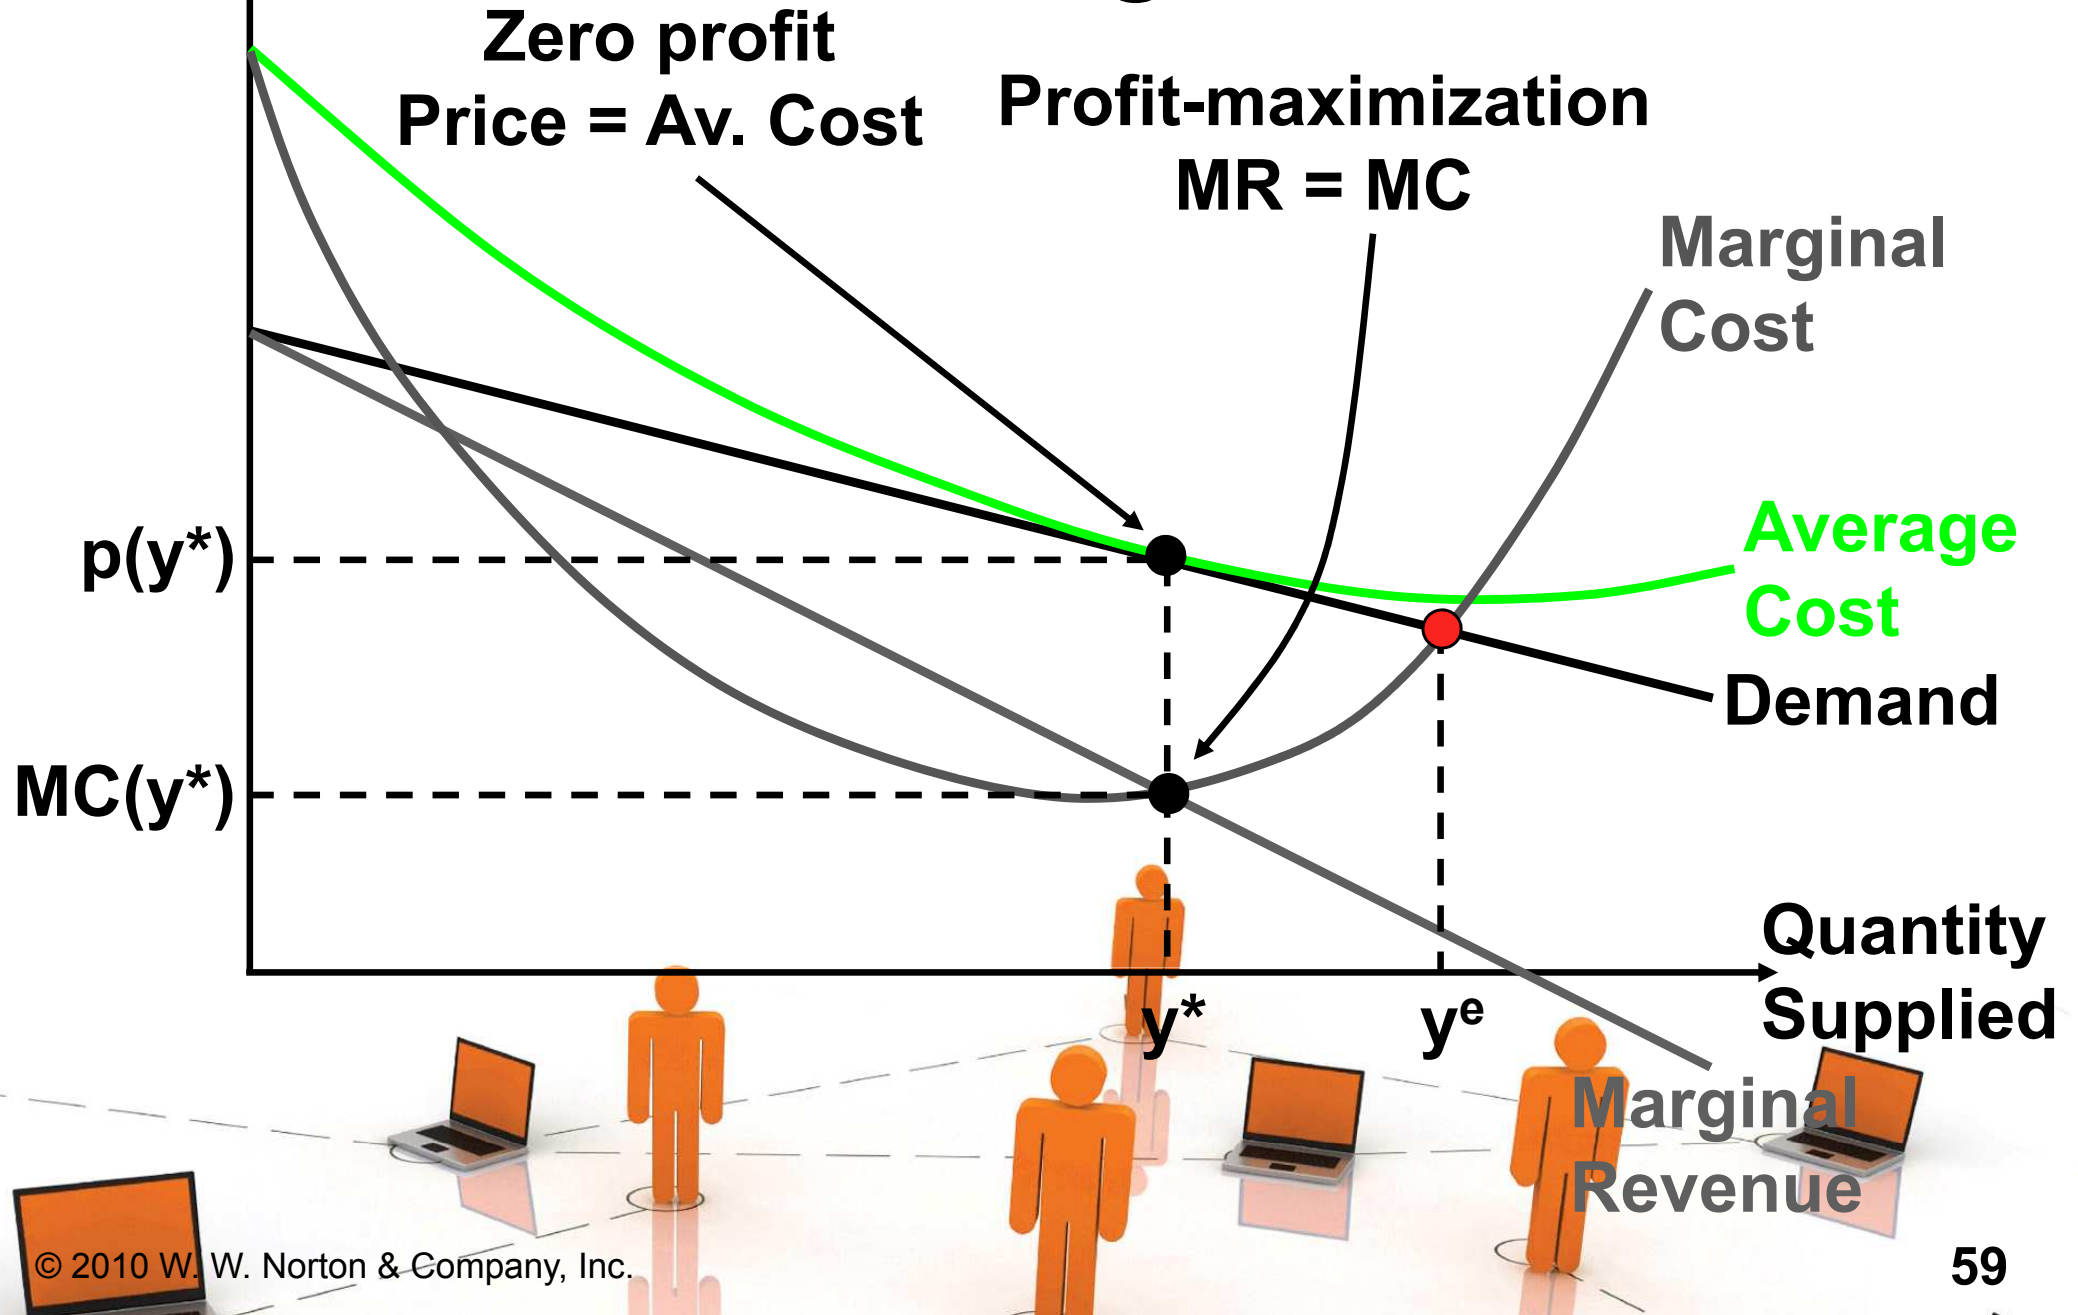 Zero profit
Price = Av. Cost
Profit-maximization
MR = MC
Marginal
Cost
Average
Cost
p(y*)
Demand
MC(y*)
Quantity
Supplied
y*
yᵉ
Marginal
Revenue
© 2010 W. W. Norton & Company, Inc.
59